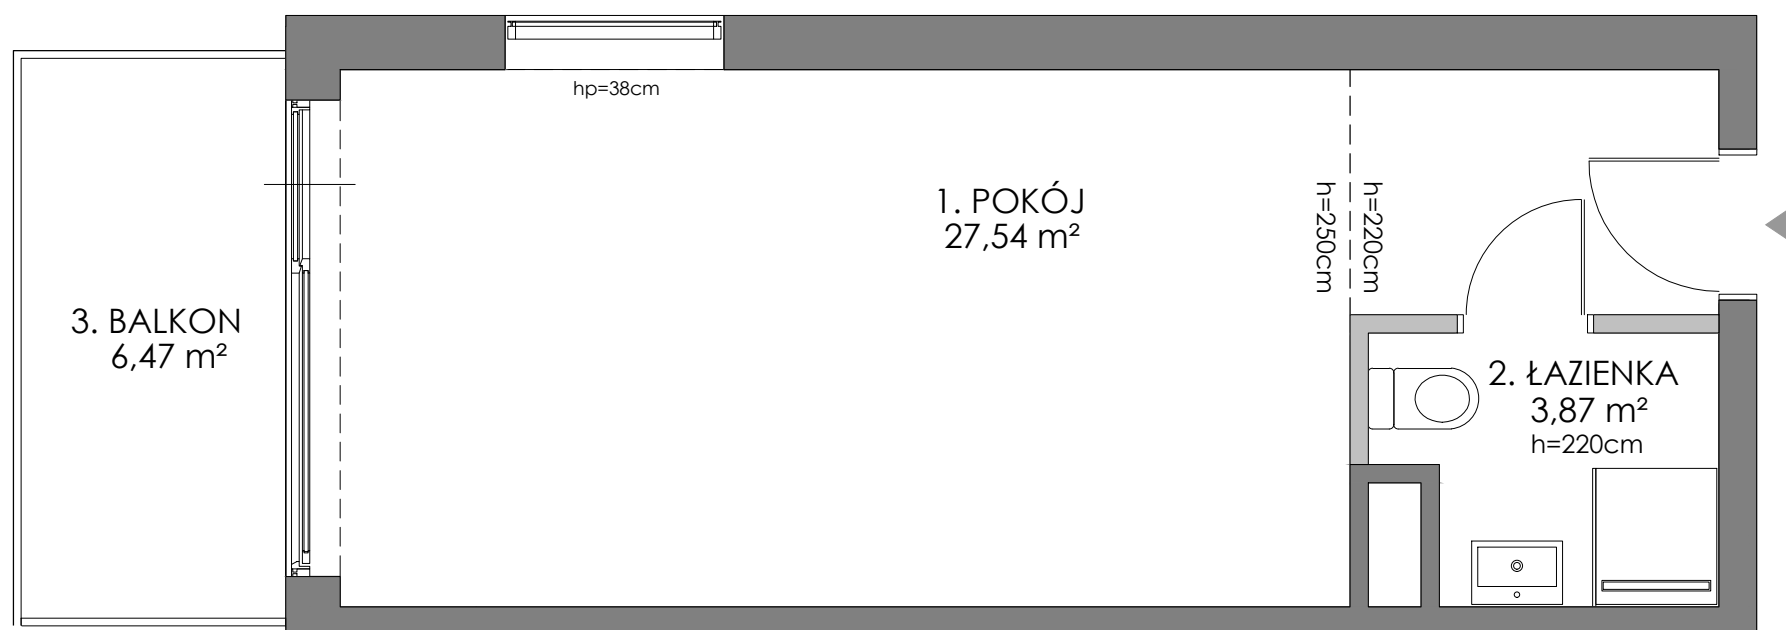 hp=38cm
1. POKÓJ
27,54 m²
h=250cm
h=220cm
3. BALKON
6,47 m²
2. ŁAZIENKA
3,87 m²
h=220cm